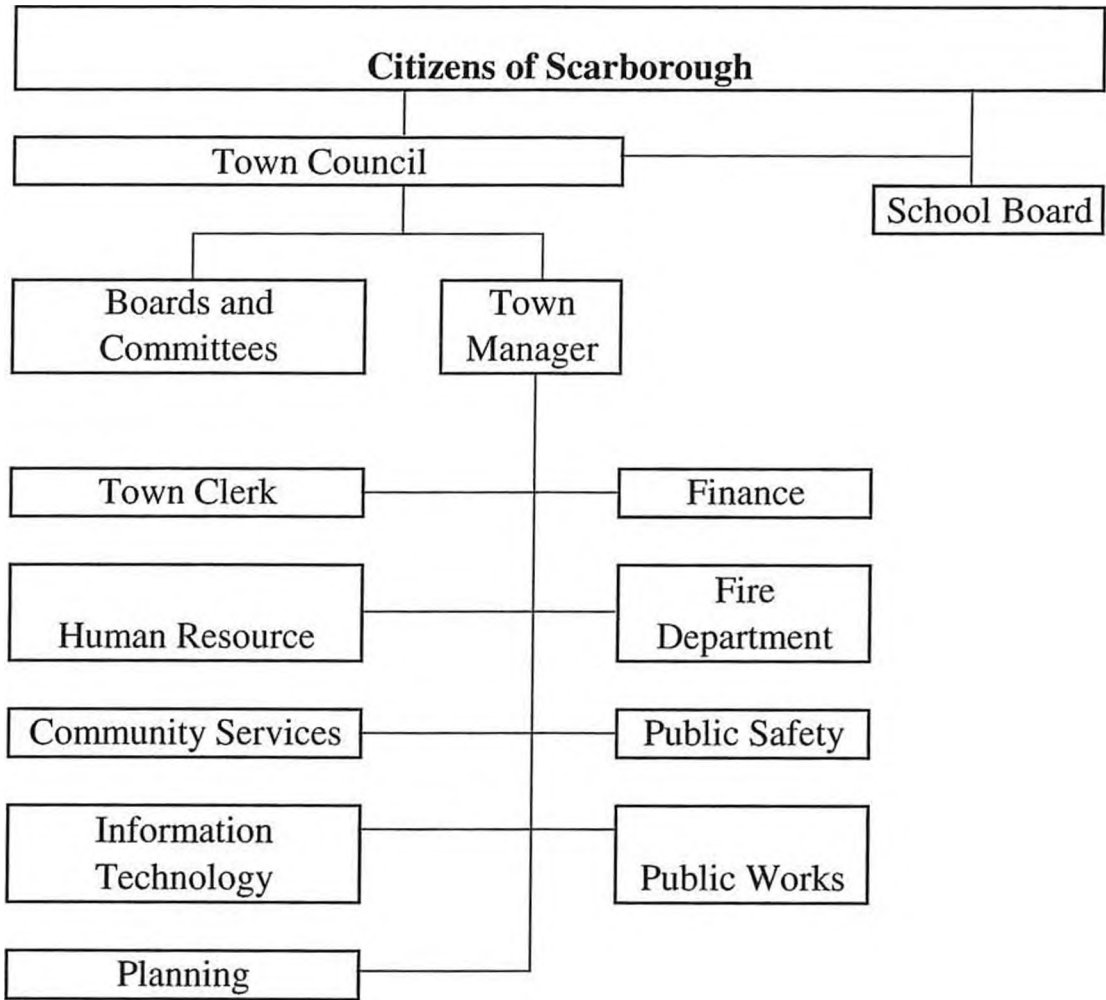 Citizens of Scarborough
Town Council
School Board
Boards and
Committees
Town
Manager
Town Clerk
Finance
Human Resource
Fire
Department
Community Services
Public Safety
Information
Technology
Public Works
Planning